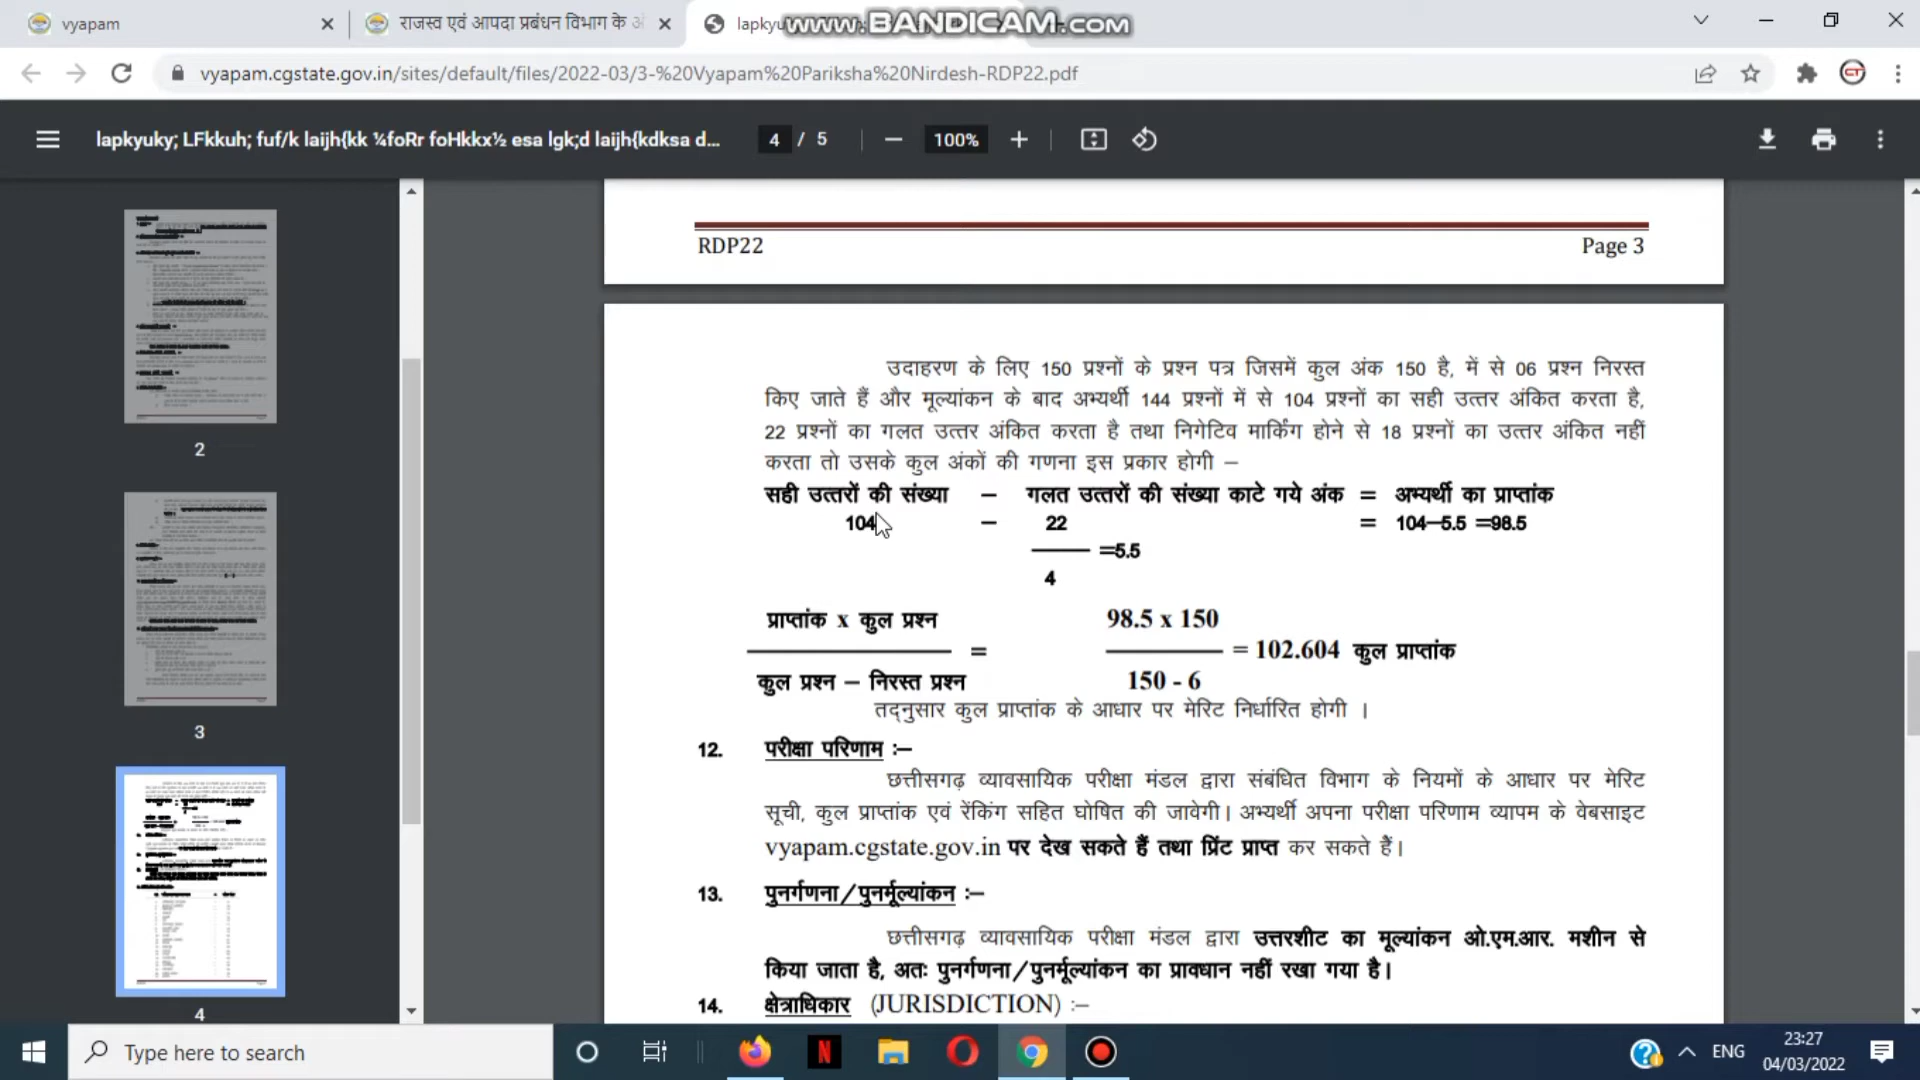 vyapam
राजस्व एवं आपदा प्रबंधन विभाग के अं
lapkyu
www.BANDICAM.com
vyapam.cgstate.gov.in/sites/default/files/2022-03/3-%20Vyapam%20Pariksha%20Nirdesh-RDP22.pdf
CT
lapkyuky; LFkkuh; fuf/k laijh{kk ¼foRr foHkkx½ esa lgk;d laijh{kdksa d...
4 / 5
100%
2
3
4
RDP22 Page 3
उदाहरण के लिए 150 प्रश्नों के प्रश्न पत्र जिसमें कुल अंक 150 है, में से 06 प्रश्न निरस्त
किए जाते हैं और मूल्यांकन के बाद अभ्यर्थी 144 प्रश्नों में से 104 प्रश्नों का सही उत्तर अंकित करता है,
22 प्रश्नों का गलत उत्तर अंकित करता है तथा निगेटिव मार्किंग होने से 18 प्रश्नों का उत्तर अंकित नहीं
करता तो उसके कुल अंकों की गणना इस प्रकार होगी –
सही उत्तरों की संख्या – गलत उत्तरों की संख्या काटे गये अंक = अभ्यर्थी का प्राप्तांक
104 – 22 = 104–5.5 =98.5
=5.5
4
प्राप्तांक x कुल प्रश्न 98.5 x 150
= = 102.604 कुल प्राप्तांक
कुल प्रश्न – निरस्त प्रश्न 150 - 6
तद्नुसार कुल प्राप्तांक के आधार पर मेरिट निर्धारित होगी ।
12. परीक्षा परिणाम :–
छत्तीसगढ़ व्यावसायिक परीक्षा मंडल द्वारा संबंधित विभाग के नियमों के आधार पर मेरिट
सूची, कुल प्राप्तांक एवं रेंकिंग सहित घोषित की जावेगी। अभ्यर्थी अपना परीक्षा परिणाम व्यापम के वेबसाइट
vyapam.cgstate.gov.in पर देख सकते हैं तथा प्रिंट प्राप्त कर सकते हैं।
13. पुनर्गणना/पुनर्मूल्यांकन :–
छत्तीसगढ़ व्यावसायिक परीक्षा मंडल द्वारा उत्तरशीट का मूल्यांकन ओ.एम.आर. मशीन से
किया जाता है, अतः पुनर्गणना/पुनर्मूल्यांकन का प्रावधान नहीं रखा गया है।
14. क्षेत्राधिकार (JURISDICTION) :–
Type here to search
N
ENG
23:27
04/03/2022